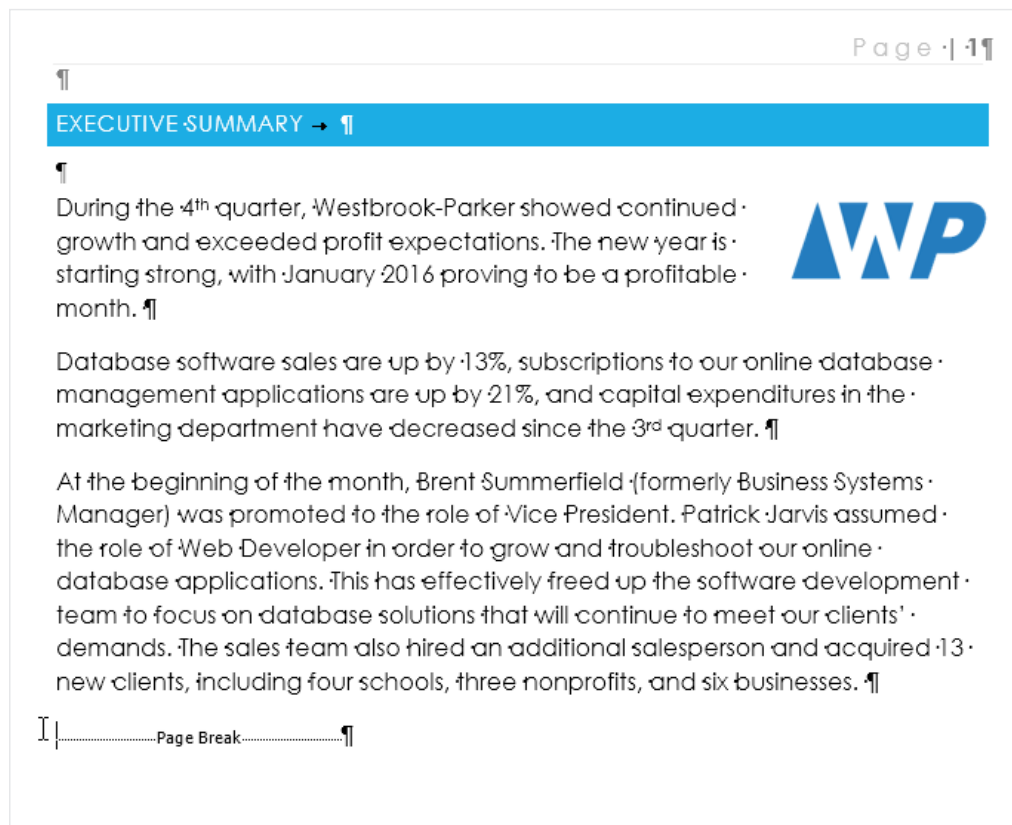 Page | 1¶
¶
EXECUTIVE SUMMARY → ¶
¶
During the 4th quarter, Westbrook-Parker showed continued
growth and exceeded profit expectations. The new year is
starting strong, with January 2016 proving to be a profitable
month. ¶
WP
Database software sales are up by 13%, subscriptions to our online database
management applications are up by 21%, and capital expenditures in the
marketing department have decreased since the 3rd quarter. ¶
At the beginning of the month, Brent Summerfield (formerly Business Systems
Manager) was promoted to the role of Vice President. Patrick Jarvis assumed
the role of Web Developer in order to grow and troubleshoot our online
database applications. This has effectively freed up the software development
team to focus on database solutions that will continue to meet our clients’
demands. The sales team also hired an additional salesperson and acquired 13
new clients, including four schools, three nonprofits, and six businesses. ¶
Page Break¶